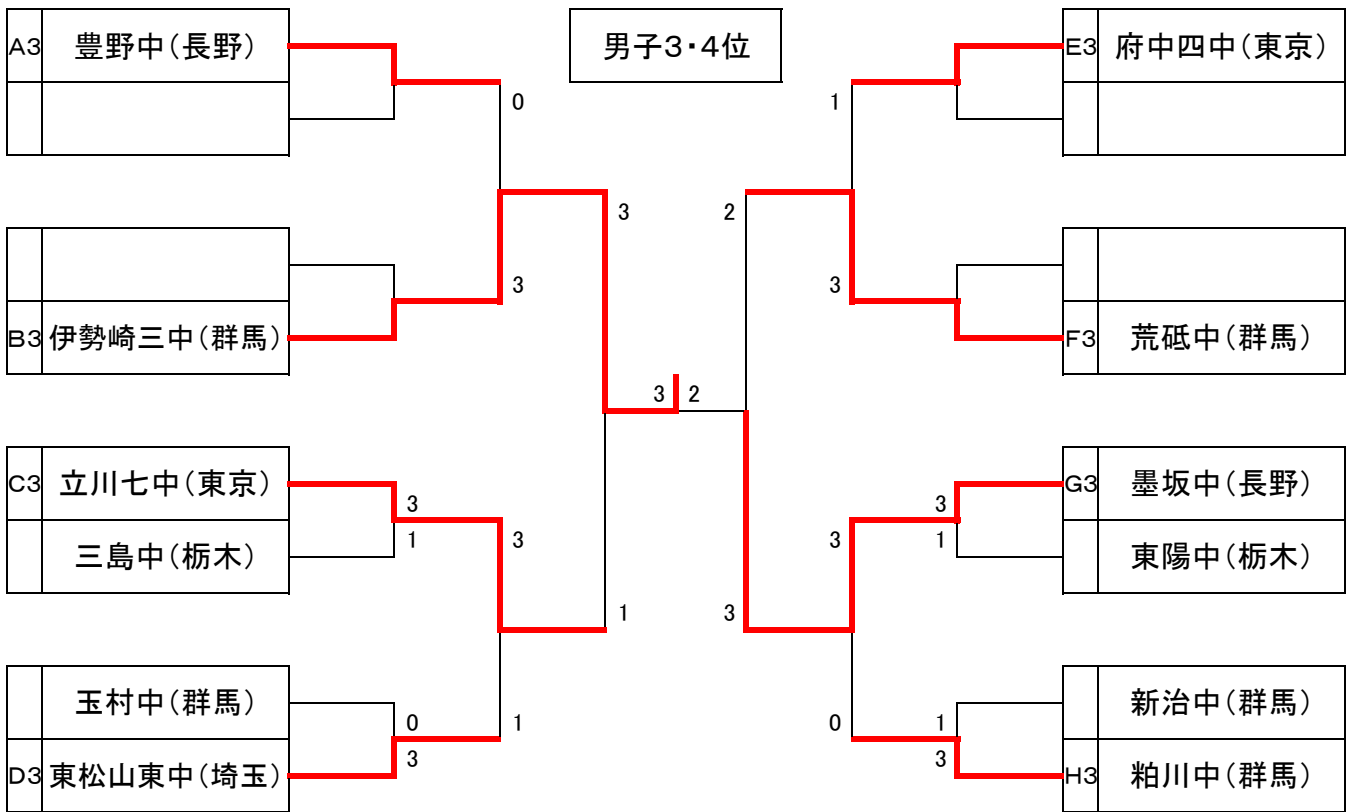 男子3・4位
A3 豊野中(長野)
B3 伊勢崎三中(群馬)
C3 立川七中(東京)
三島中(栃木)
玉村中(群馬)
D3 東松山東中(埼玉)
0
3
3
1
3
1
0
3
3
1
3 2
E3 府中四中(東京)
F3 荒砥中(群馬)
G3 墨坂中(長野)
東陽中(栃木)
新治中(群馬)
H3 粕川中(群馬)
1
2
3
3
1
3
3
0
1
3